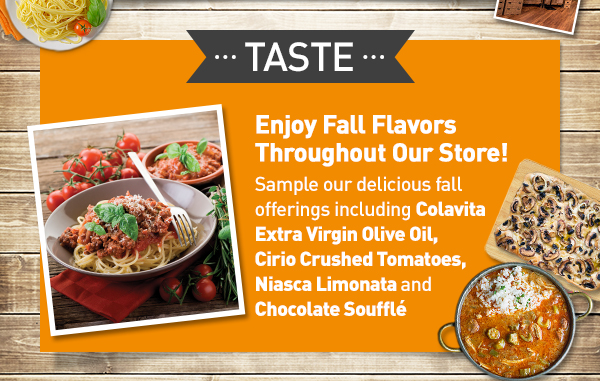 ··· TASTE ···
Enjoy Fall Flavors
Throughout Our Store!
Sample our delicious fall
offerings including Colavita
Extra Virgin Olive Oil,
Cirio Crushed Tomatoes,
Niasca Limonata and
Chocolate Soufflé